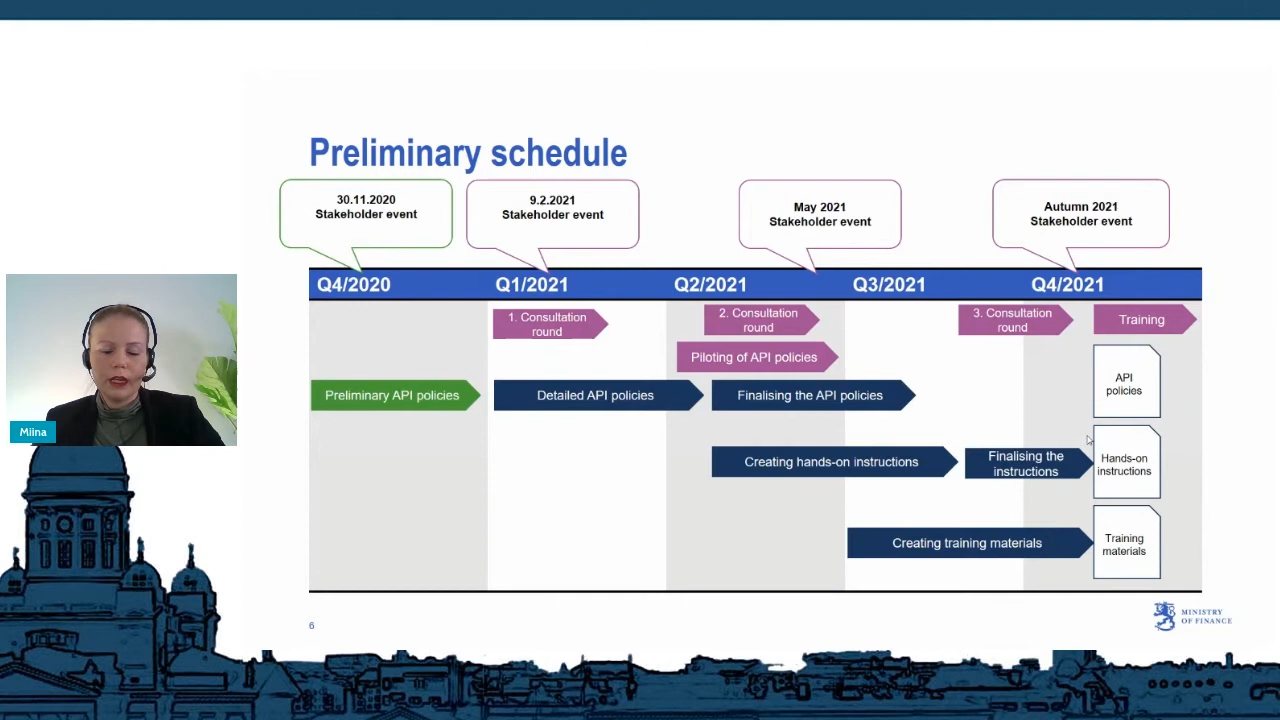 Preliminary schedule
30.11.2020
Stakeholder event
9.2.2021
Stakeholder event
May 2021
Stakeholder event
Autumn 2021
Stakeholder event
Q4/2020
Q1/2021
Q2/2021
Q3/2021
Q4/2021
1. Consultation
round
2. Consultation
round
3. Consultation
round
Training
Piloting of API policies
API
policies
Preliminary API policies
Detailed API policies
Finalising the API policies
Miina
Creating hands-on instructions
Finalising the
instructions
Hands-on
instructions
Creating training materials
Training
materials
6
MINISTRY
OF FINANCE